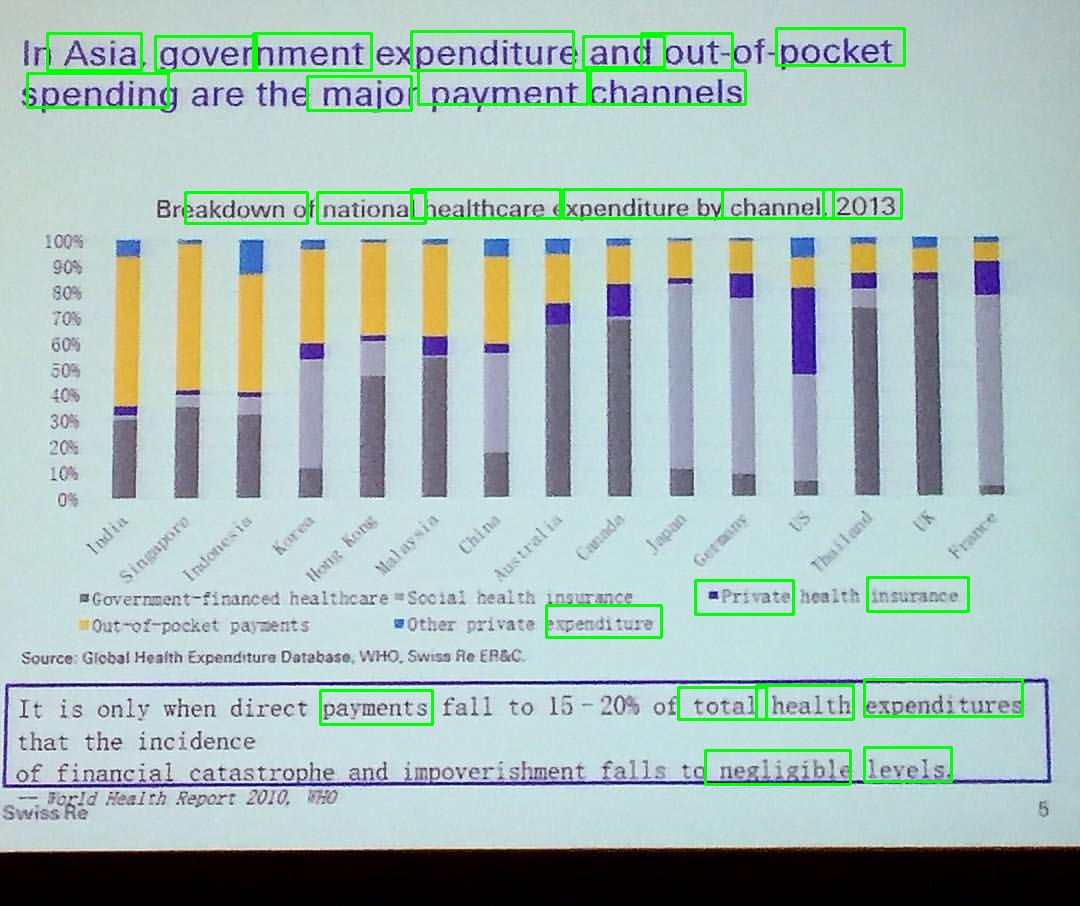 In Asia, government expenditure and out-of-pocket
spending are the major payment channels
Breakdown of national healthcare expenditure by channel, 2013
100%
90%
80%
70%
60%
50%
40%
30%
20%
10%
0%
India
Singapore
Indonesia
Korea
Hong Kong
Malaysia
China
Australia
Canada
Japan
Germany
US
Thailand
UK
France
Government-financed healthcare Social health insurance Private health insurance
Out-of-pocket payments Other private expenditure
Source: Global Health Expenditure Database, WHO, Swiss Re ER&C.
It is only when direct payments fall to 15-20% of total health expenditures
that the incidence
of financial catastrophe and impoverishment falls to negligible levels.
-- World Health Report 2010, WHO
Swiss Re 5